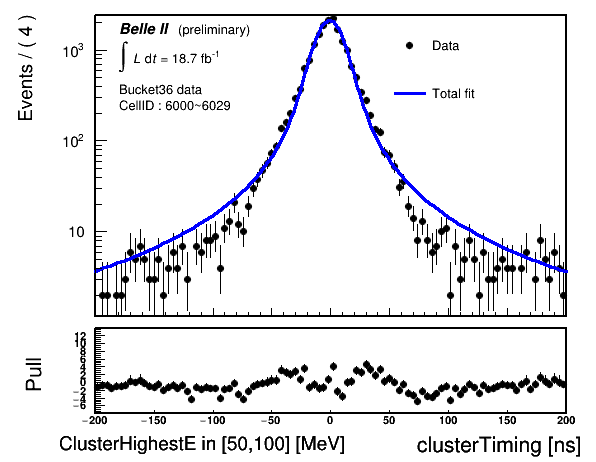 Events / ( 4 )
10³
10²
10
Belle II (preliminary)
∫ L dt = 18.7 fb⁻¹
Bucket36 data
CellID : 6000~6029
Data
Total fit
Pull
12
10
8
6
4
2
0
−2
−4
−6
−200 −150 −100 −50 0 50 100 150 200
ClusterHighestE in [50,100] [MeV] clusterTiming [ns]